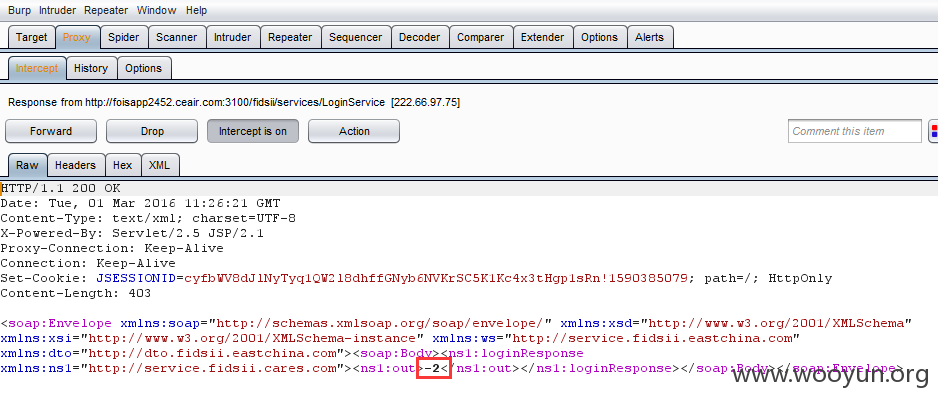 Burp Intruder Repeater Window Help
Target Proxy Spider Scanner Intruder Repeater Sequencer Decoder Comparer Extender Options Alerts
Intercept History Options
Response from http://foisapp2452.ceair.com:3100/fidsii/services/LoginService [222.66.97.75]
Forward Drop Intercept is on Action Comment this item
Raw Headers Hex XML
HTTP/1.1 200 OK
Date: Tue, 01 Mar 2016 11:26:21 GMT
Content-Type: text/xml; charset=UTF-8
X-Powered-By: Servlet/2.5 JSP/2.1
Proxy-Connection: Keep-Alive
Connection: Keep-Alive
Set-Cookie: JSESSIONID=cyfbWV8dJlNyTyq1QW2l8dhffGNyb6NVKrSC5K1Kc4x3tHgp1sRn!1590385079; path=/; HttpOnly
Content-Length: 403
<soap:Envelope xmlns:soap="http://schemas.xmlsoap.org/soap/envelope/" xmlns:xsd="http://www.w3.org/2001/XMLSchema"
xmlns:xsi="http://www.w3.org/2001/XMLSchema-instance" xmlns:ws="http://service.fidsii.eastchina.com"
xmlns:dto="http://dto.fidsii.eastchina.com"><soap:Body><ns1:loginResponse
xmlns:ns1="http://service.fidsii.cares.com"><ns1:out>-2</ns1:out></ns1:loginResponse></soap:Body></soap:Envelope>
www.wooyun.org